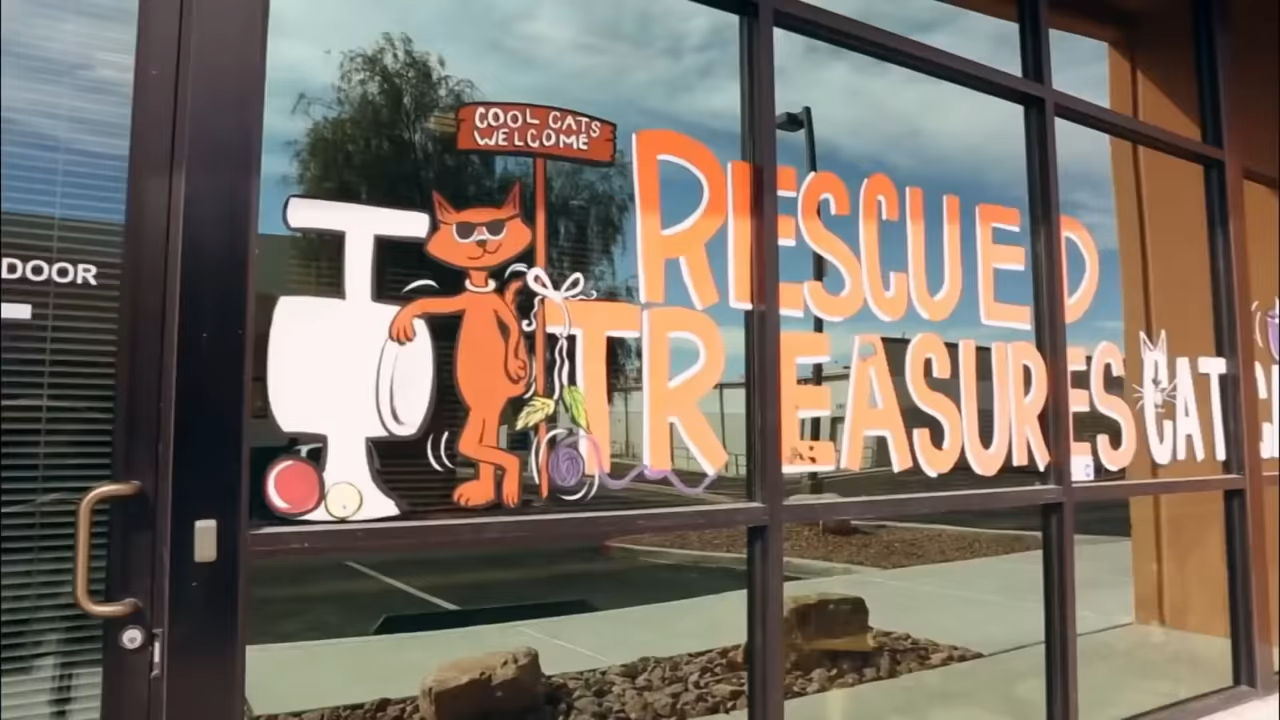 DOOR
COOL CATS
WELCOME
RESCUED
TREASURES CAT